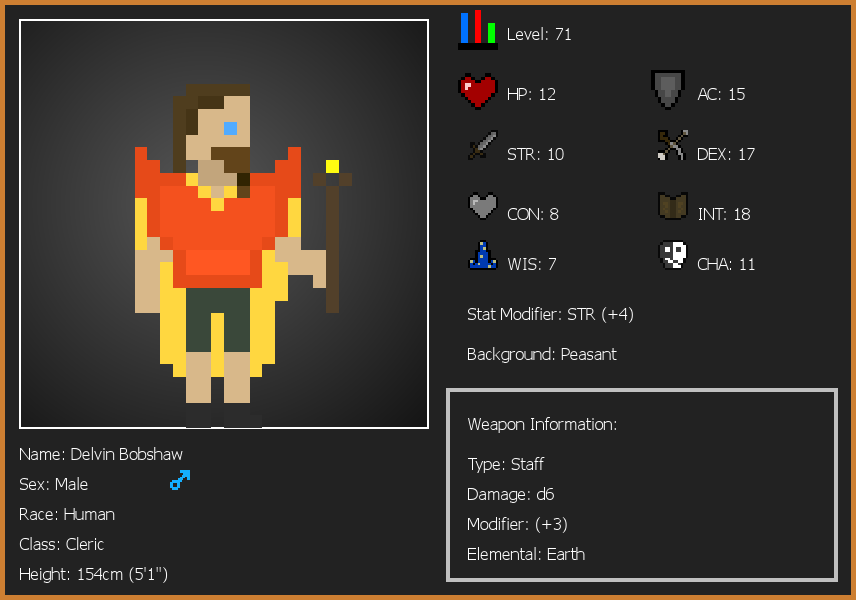 Level: 71
HP: 12
AC: 15
STR: 10
DEX: 17
CON: 8
INT: 18
WIS: 7
CHA: 11
Stat Modifier: STR (+4)
Background: Peasant
Weapon Information:
Type: Staff
Damage: d6
Modifier: (+3)
Elemental: Earth
Name: Delvin Bobshaw
Sex: Male
Race: Human
Class: Cleric
Height: 154cm (5'1")